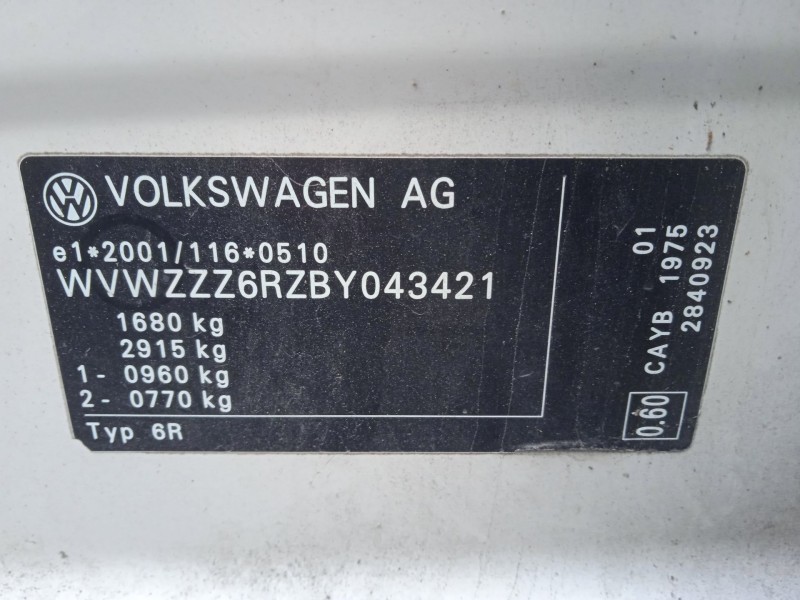 VW VOLKSWAGEN AG
e1*2001/116*0510
WVWZZZ6RZBY043421
1680 kg
2915 kg
1- 0960 kg
2- 0770 kg
Typ 6R
01
0.60 CAYB 1975
2840923